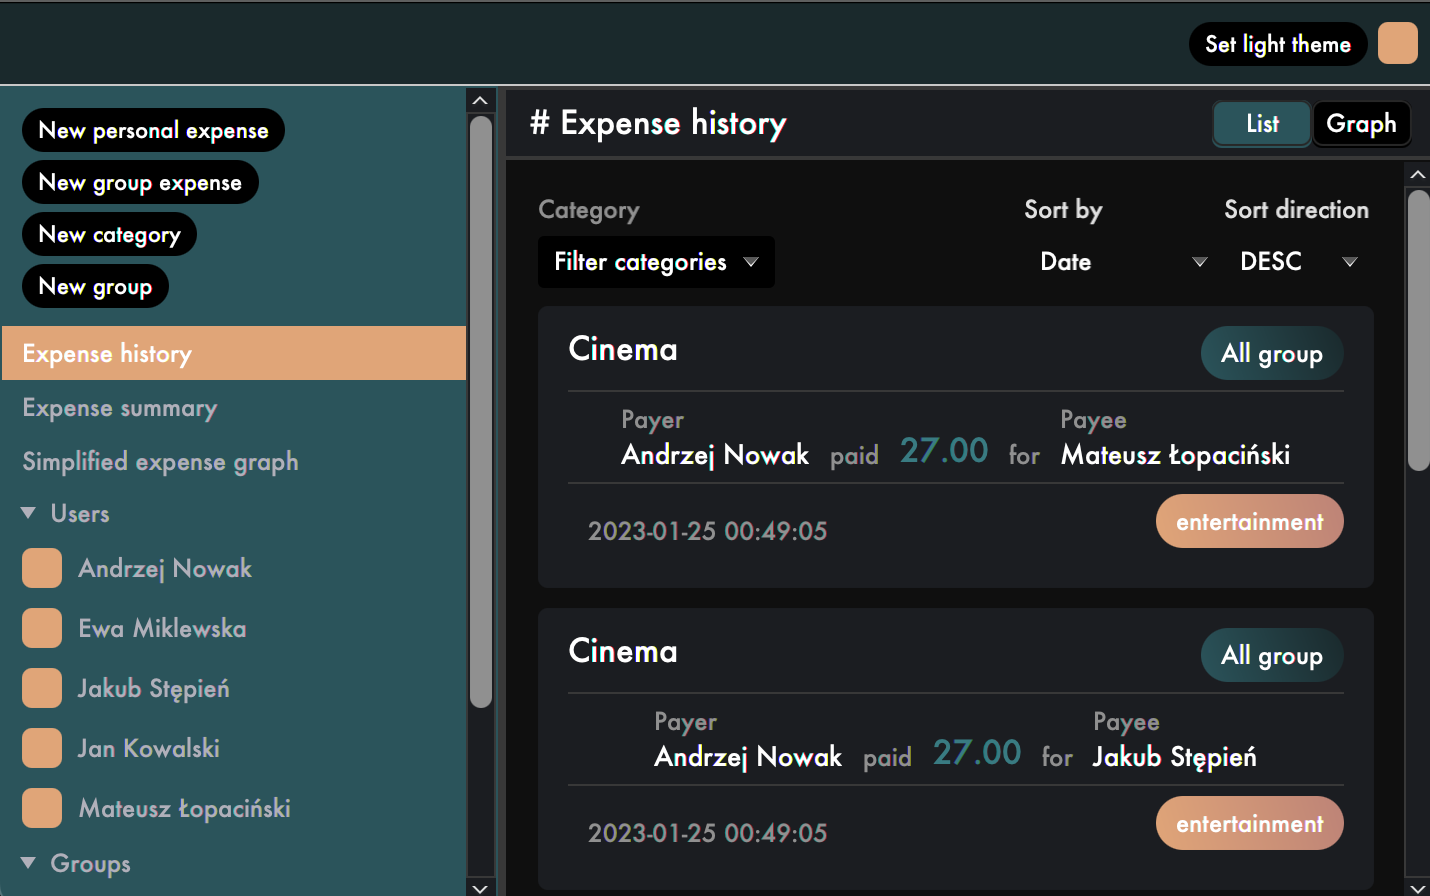 Set light theme
New personal expense
New group expense
New category
New group
Expense history
Expense summary
Simplified expense graph
Users
Andrzej Nowak
Ewa Miklewska
Jakub Stępień
Jan Kowalski
Mateusz Łopaciński
Groups
# Expense history
List Graph
Category Sort by Sort direction
Filter categories Date DESC
Cinema All group
Payer Payee
Andrzej Nowak paid 27.00 for Mateusz Łopaciński
2023-01-25 00:49:05 entertainment
Cinema All group
Payer Payee
Andrzej Nowak paid 27.00 for Jakub Stępień
2023-01-25 00:49:05 entertainment